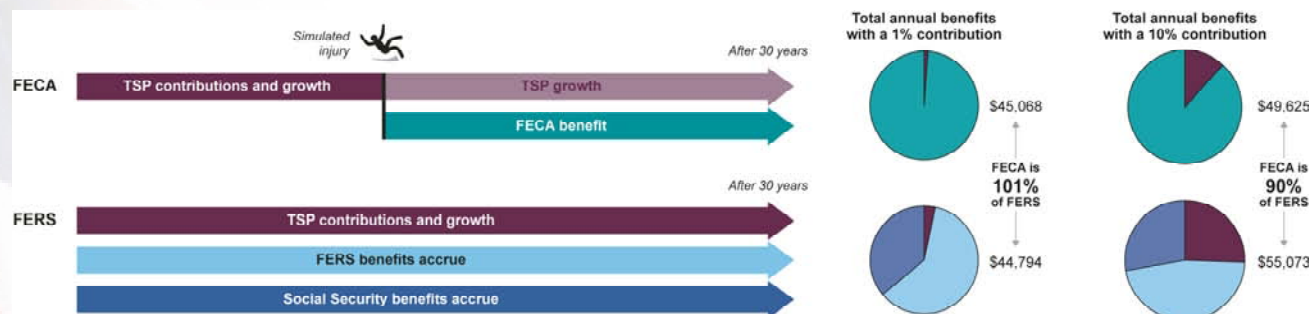 Total annual benefits
with a 1% contribution
Total annual benefits
with a 10% contribution
Simulated
injury
After 30 years
FECA
TSP contributions and growth
TSP growth
FECA benefit
$45,068
$49,625
FECA is
101%
of FERS
FECA is
90%
of FERS
After 30 years
FERS
TSP contributions and growth
FERS benefits accrue
Social Security benefits accrue
$44,794
$55,073